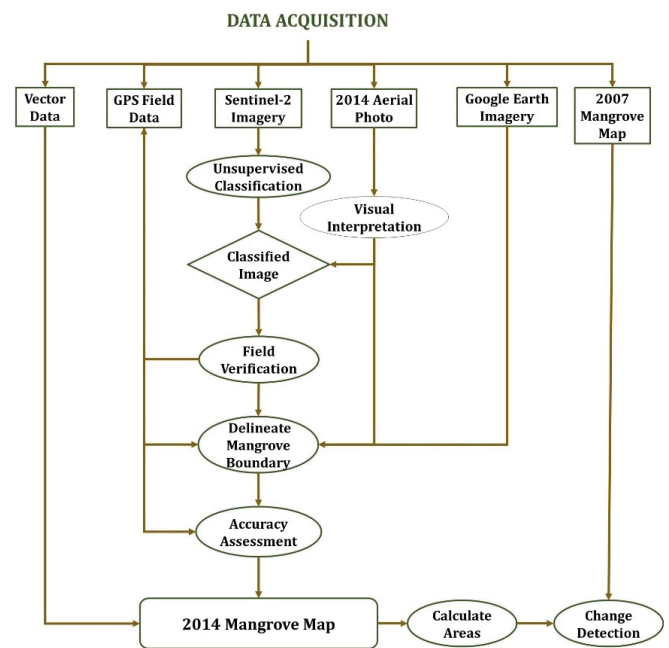 DATA ACQUISITION
Vector
Data
GPS Field
Data
Sentinel-2
Imagery
2014 Aerial
Photo
Google Earth
Imagery
2007
Mangrove
Map
Unsupervised
Classification
Visual
Interpretation
Classified
Image
Field
Verification
Delineate
Mangrove
Boundary
Accuracy
Assessment
2014 Mangrove Map
Calculate
Areas
Change
Detection